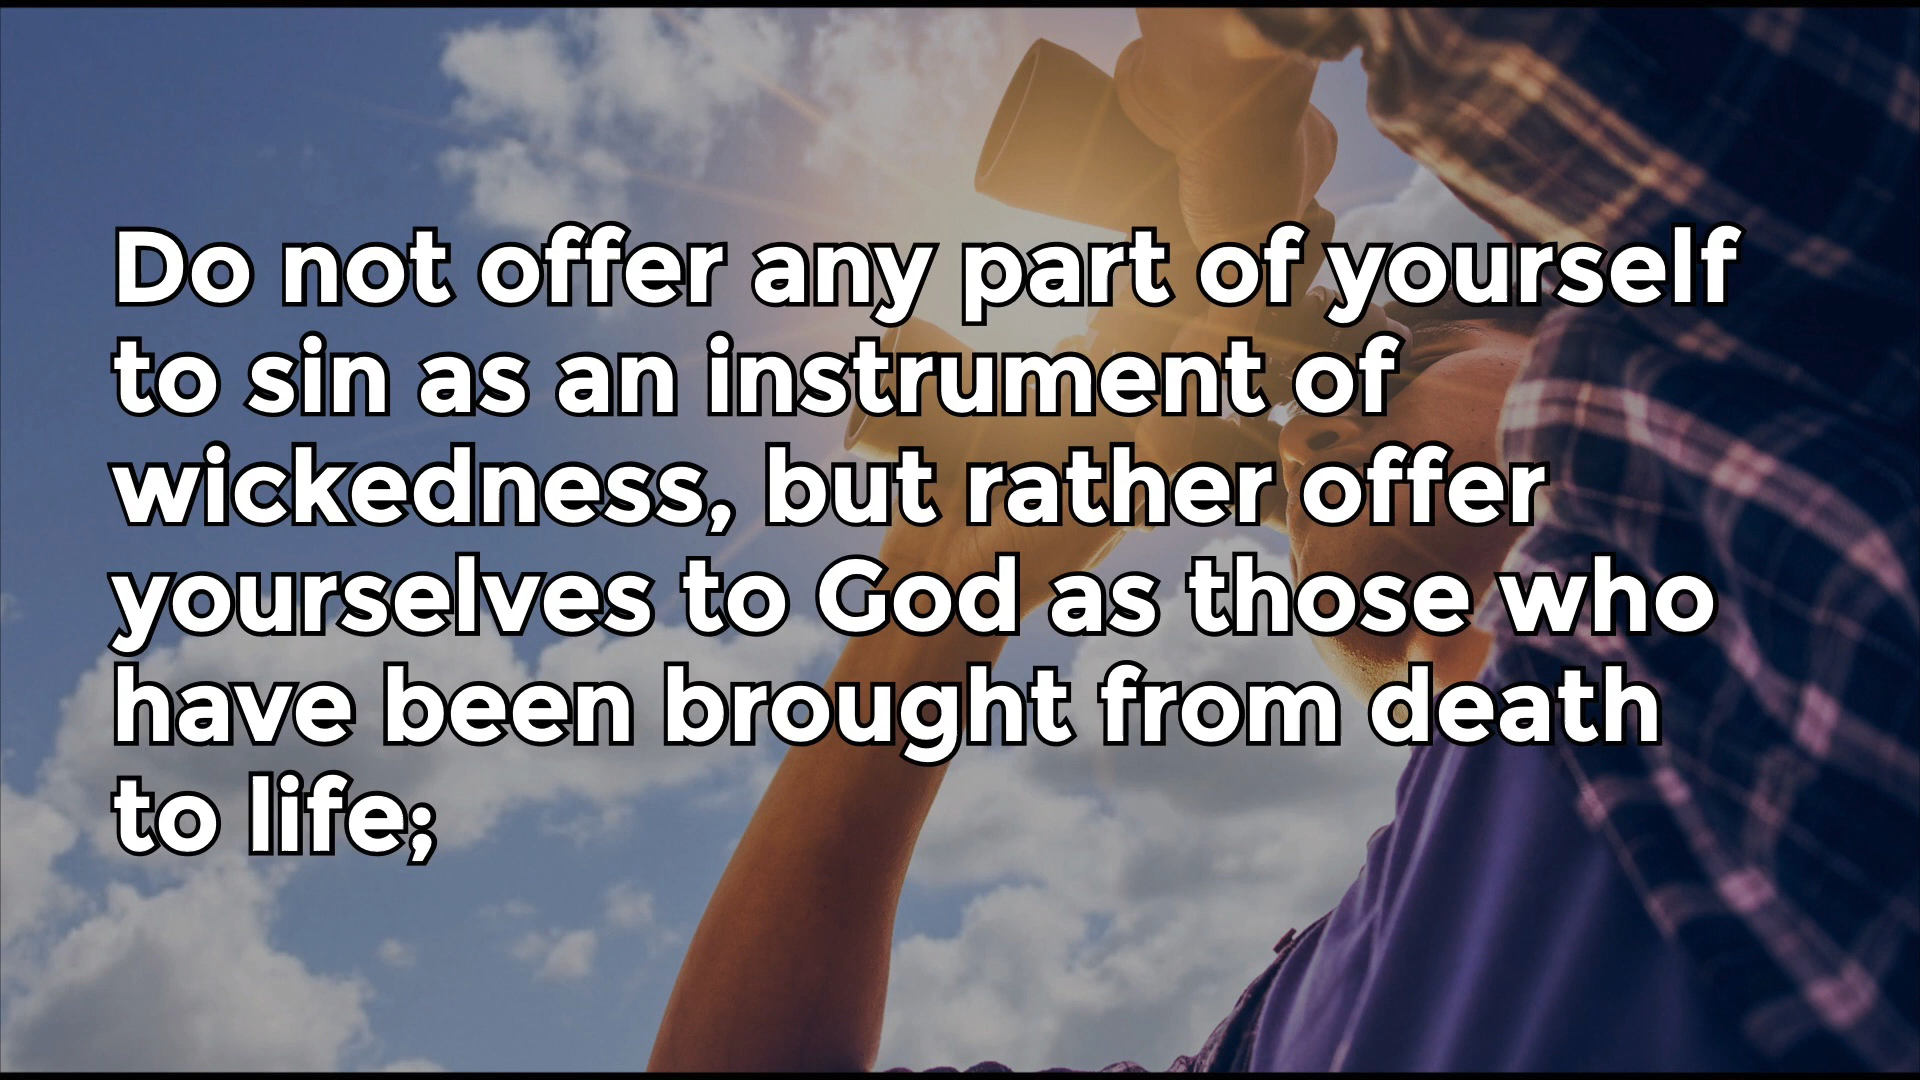 Do not offer any part of yourself
to sin as an instrument of
wickedness, but rather offer
yourselves to God as those who
have been brought from death
to life;